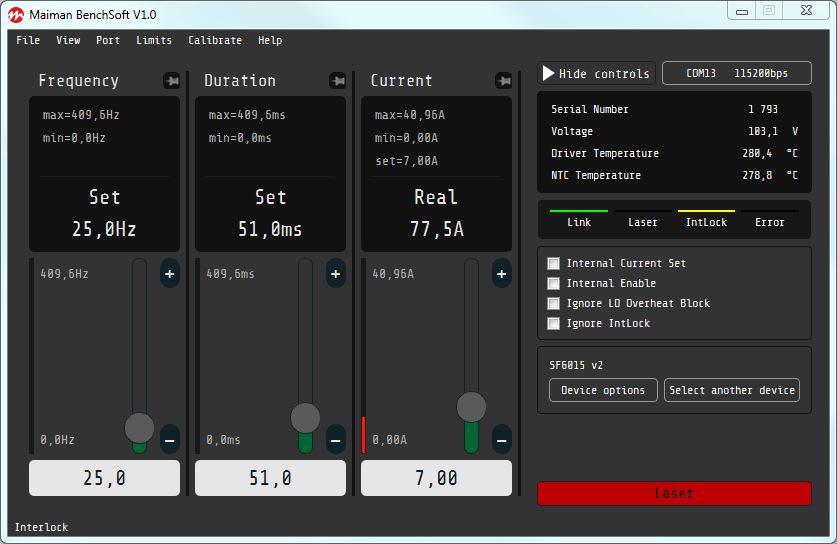 Maiman BenchSoft V1.0
File View Port Limits Calibrate Help
Frequency
max=409,6Hz
min=0,0Hz
Set
25,0Hz
409,6Hz
+
0,0Hz
−
25,0
Duration
max=409,6ms
min=0,0ms
Set
51,0ms
409,6ms
+
0,0ms
−
51,0
Current
max=40,96A
min=0,00A
set=7,00A
Real
77,5A
40,96A
+
0,00A
−
7,00
Hide controls
COM13 115200bps
Serial Number 1 793
Voltage 103,1 V
Driver Temperature 280,4 °C
NTC Temperature 278,8 °C
Link Laser IntLock Error
Internal Current Set
Internal Enable
Ignore LD Overheat Block
Ignore IntLock
SF6015 v2
Device options Select another device
Laser
Interlock